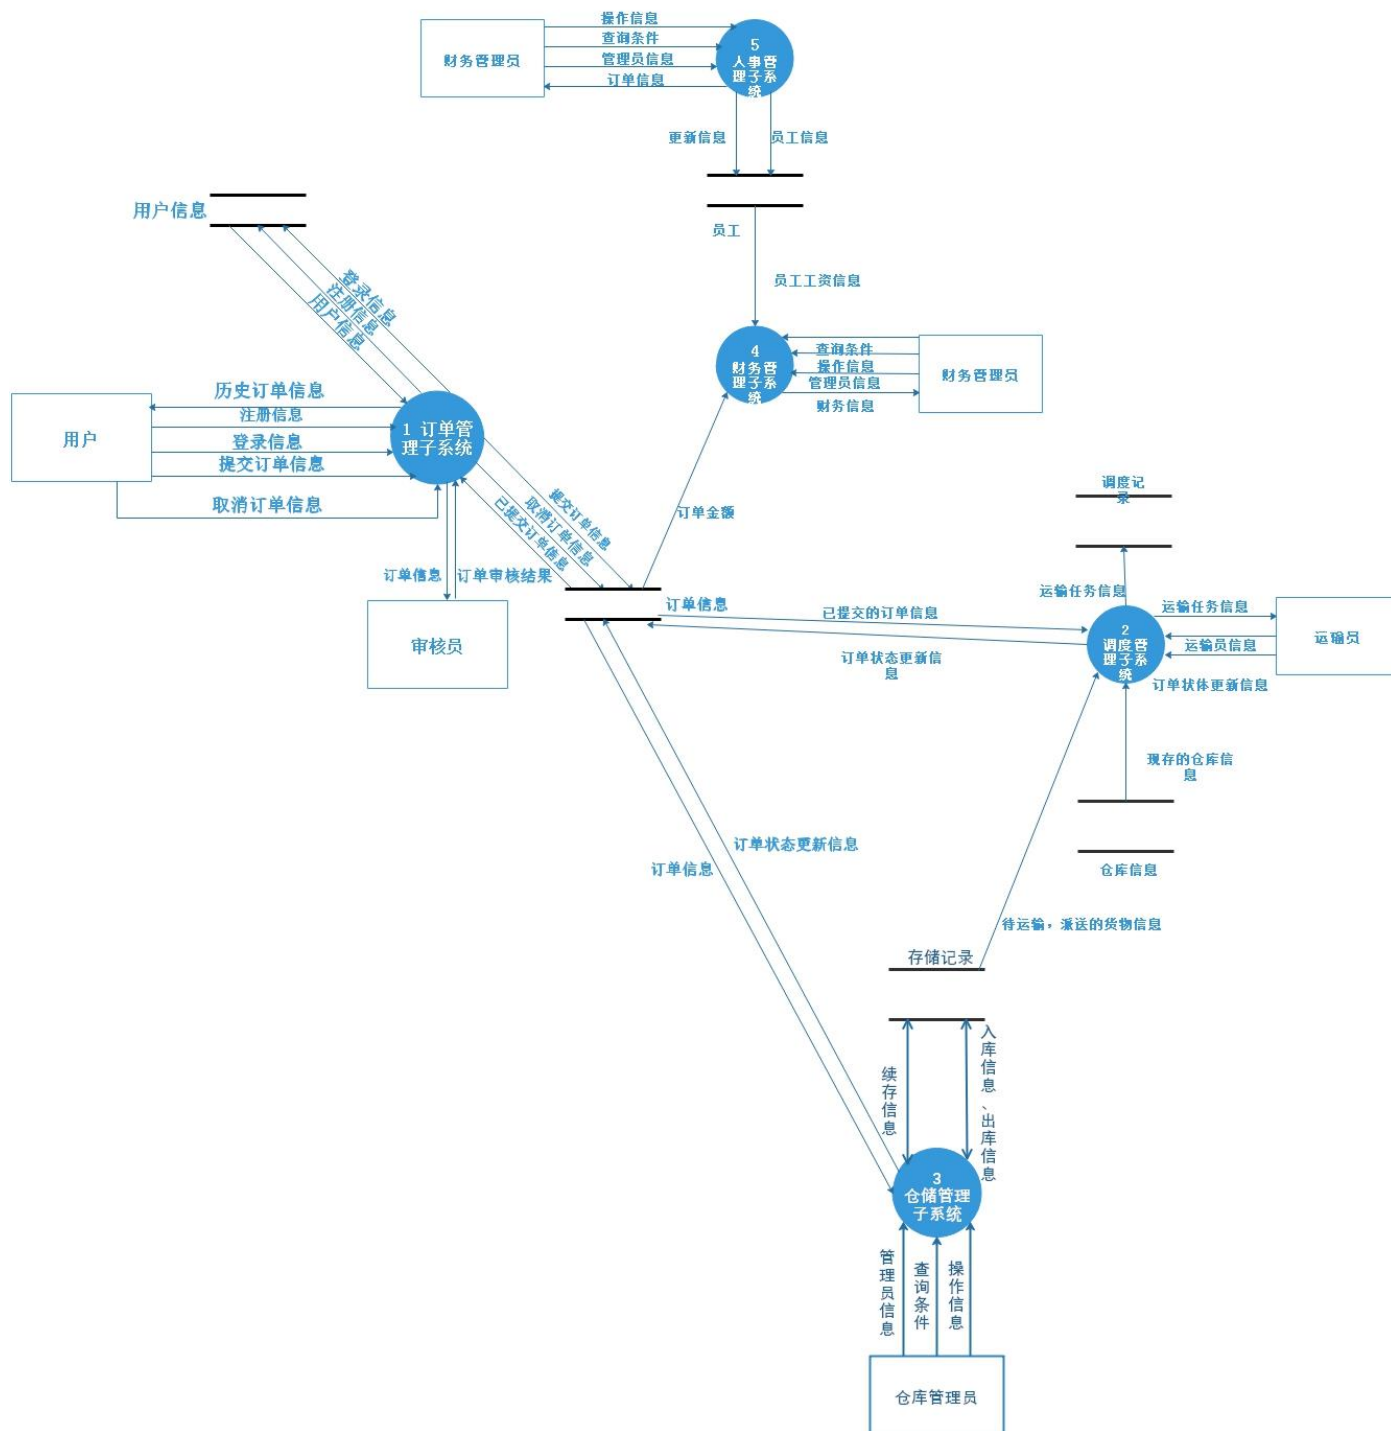 操作信息
查询条件
管理员信息
订单信息
财务管理员
5
人事管
理子系
统
更新信息
员工信息
用户信息
员工
员工工资信息
登录信息
注册信息
用户信息
4
财务管
理子系
统
查询条件
操作信息
管理员信息
财务信息
财务管理员
历史订单信息
注册信息
登录信息
提交订单信息
取消订单信息
用户
1 订单管
理子系统
提交订单信息
取消订单信息
已提交订单信息
订单金额
调度记
录
订单信息
订单审核结果
审核员
订单信息
已提交的订单信息
订单状态更新信
息
运输任务信息
2
调度管
理子系
统
运输任务信息
运输员信息
订单状体更新信息
运输员
现存的仓库信
息
仓库信息
订单状态更新信息
订单信息
待运输，派送的货物信息
存储记录
续存信息
入库信息、出库信息
3
仓储管理
子系统
管理员信息
查询条件
操作信息
仓库管理员